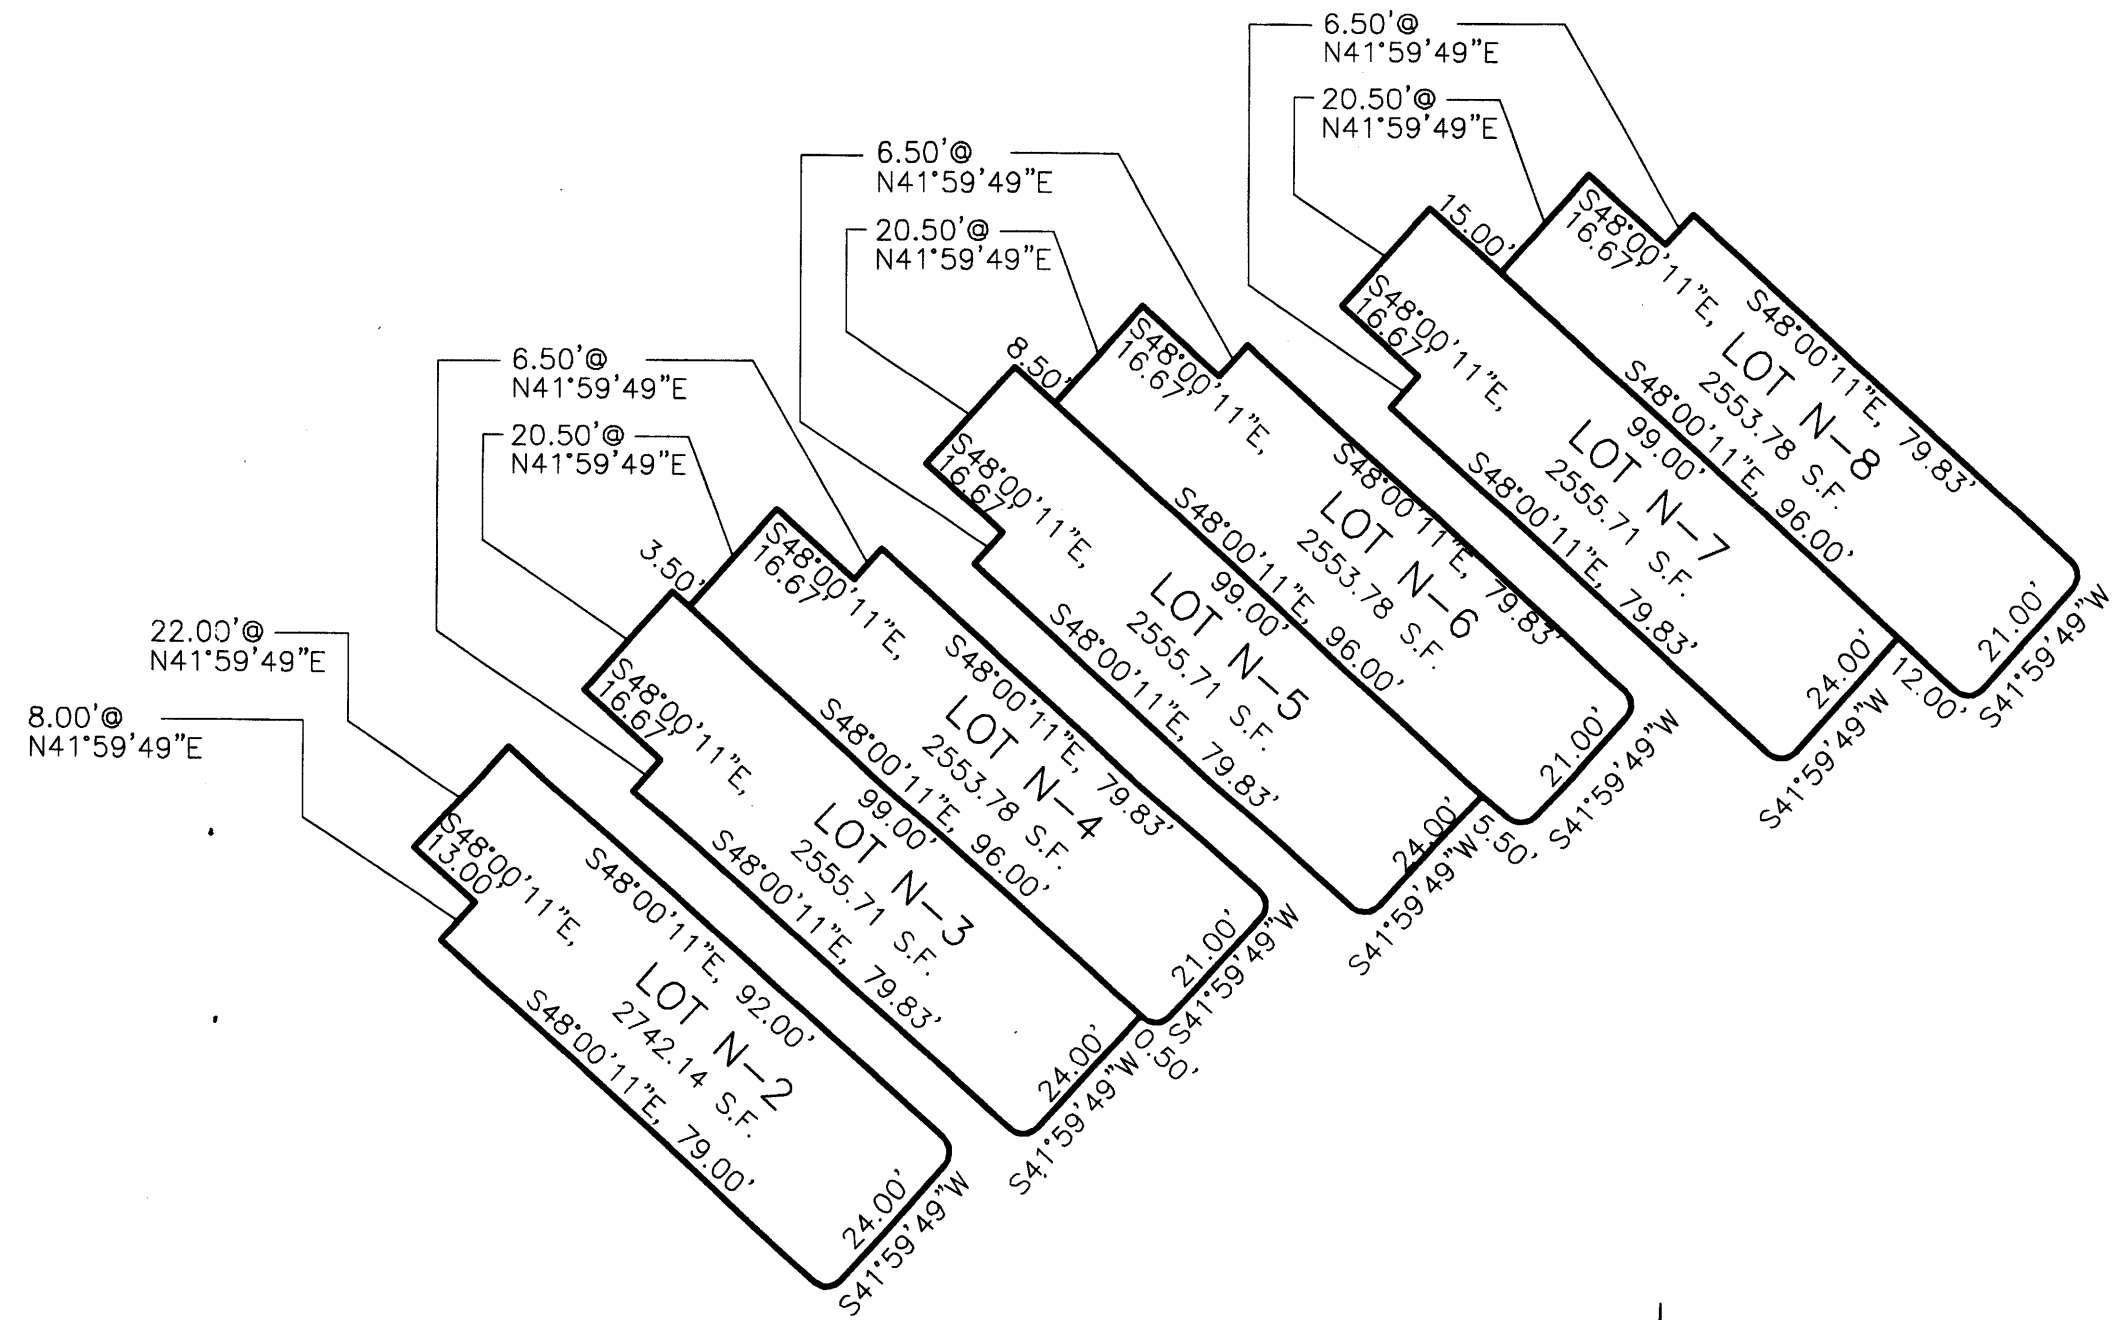 6.50'@
N41°59'49"E
20.50'@
N41°59'49"E
15.00'
S48°00'11"E,
16.67'
S48°00'11"E, 79.83'
LOT N-8
2553.78 S.F.
S48°00'11"E, 96.00'
21.00'
S41°59'49"W
12.00'
S48°00'11"E,
16.67'
99.00'
LOT N-7
2555.71 S.F.
S48°00'11"E, 79.83'
24.00'
S41°59'49"W
6.50'@
N41°59'49"E
20.50'@
N41°59'49"E
8.50'
S48°00'11"E,
16.67'
S48°00'11"E, 79.83'
LOT N-6
2553.78 S.F.
S48°00'11"E, 96.00'
21.00'
S41°59'49"W
5.50'
S48°00'11"E,
16.67'
99.00'
LOT N-5
2555.71 S.F.
S48°00'11"E, 79.83'
24.00'
S41°59'49"W
6.50'@
N41°59'49"E
20.50'@
N41°59'49"E
3.50'
S48°00'11"E,
16.67'
S48°00'11"E, 79.83'
LOT N-4
2553.78 S.F.
S48°00'11"E, 96.00'
21.00'
S41°59'49"W
0.50'
S48°00'11"E,
16.67'
99.00'
LOT N-3
2555.71 S.F.
S48°00'11"E, 79.83'
24.00'
S41°59'49"W
22.00'@
N41°59'49"E
8.00'@
N41°59'49"E
S48°00'11"E,
13.00'
S48°00'11"E, 92.00'
LOT N-2
2742.14 S.F.
S48°00'11"E, 79.00'
24.00'
S41°59'49"W